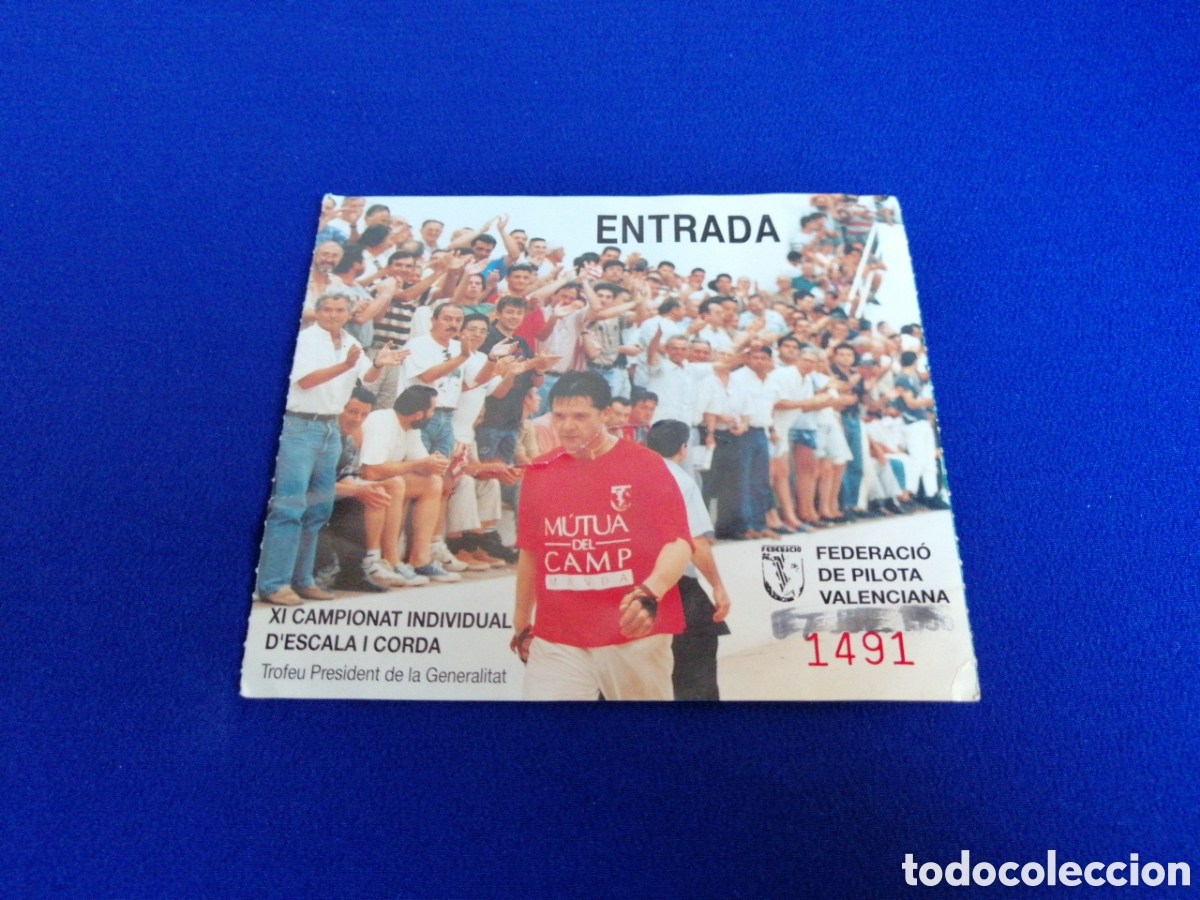 ENTRADA
MÚTUA
DEL
CAMP
FEDERACIÓ
DE PILOTA
VALENCIANA
1491
XI CAMPIONAT INDIVIDUAL
D'ESCALA I CORDA
Trofeu President de la Generalitat
todocoleccion